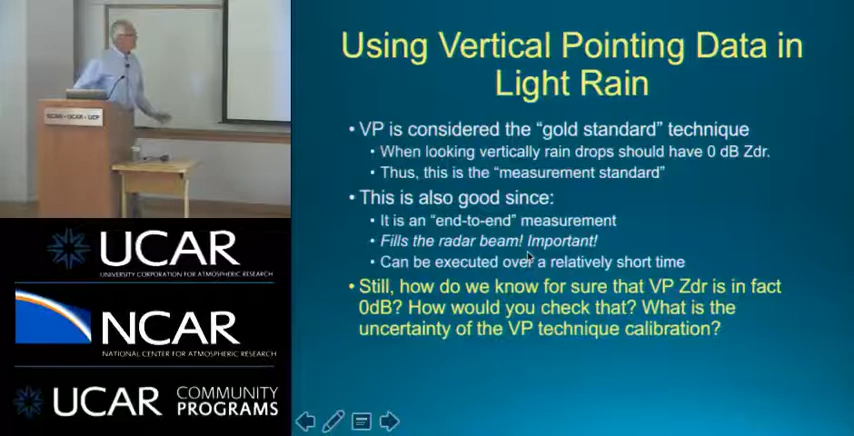 NCAR • UCAR • UCP
UCAR
UNIVERSITY CORPORATION FOR ATMOSPHERIC RESEARCH
NCAR
NATIONAL CENTER FOR ATMOSPHERIC RESEARCH
UCAR COMMUNITY
PROGRAMS
Using Vertical Pointing Data in
Light Rain
• VP is considered the “gold standard” technique
• When looking vertically rain drops should have 0 dB Zdr.
• Thus, this is the “measurement standard”
• This is also good since:
• It is an “end-to-end” measurement
• Fills the radar beam! Important!
• Can be executed over a relatively short time
• Still, how do we know for sure that VP Zdr is in fact
0dB? How would you check that? What is the
uncertainty of the VP technique calibration?